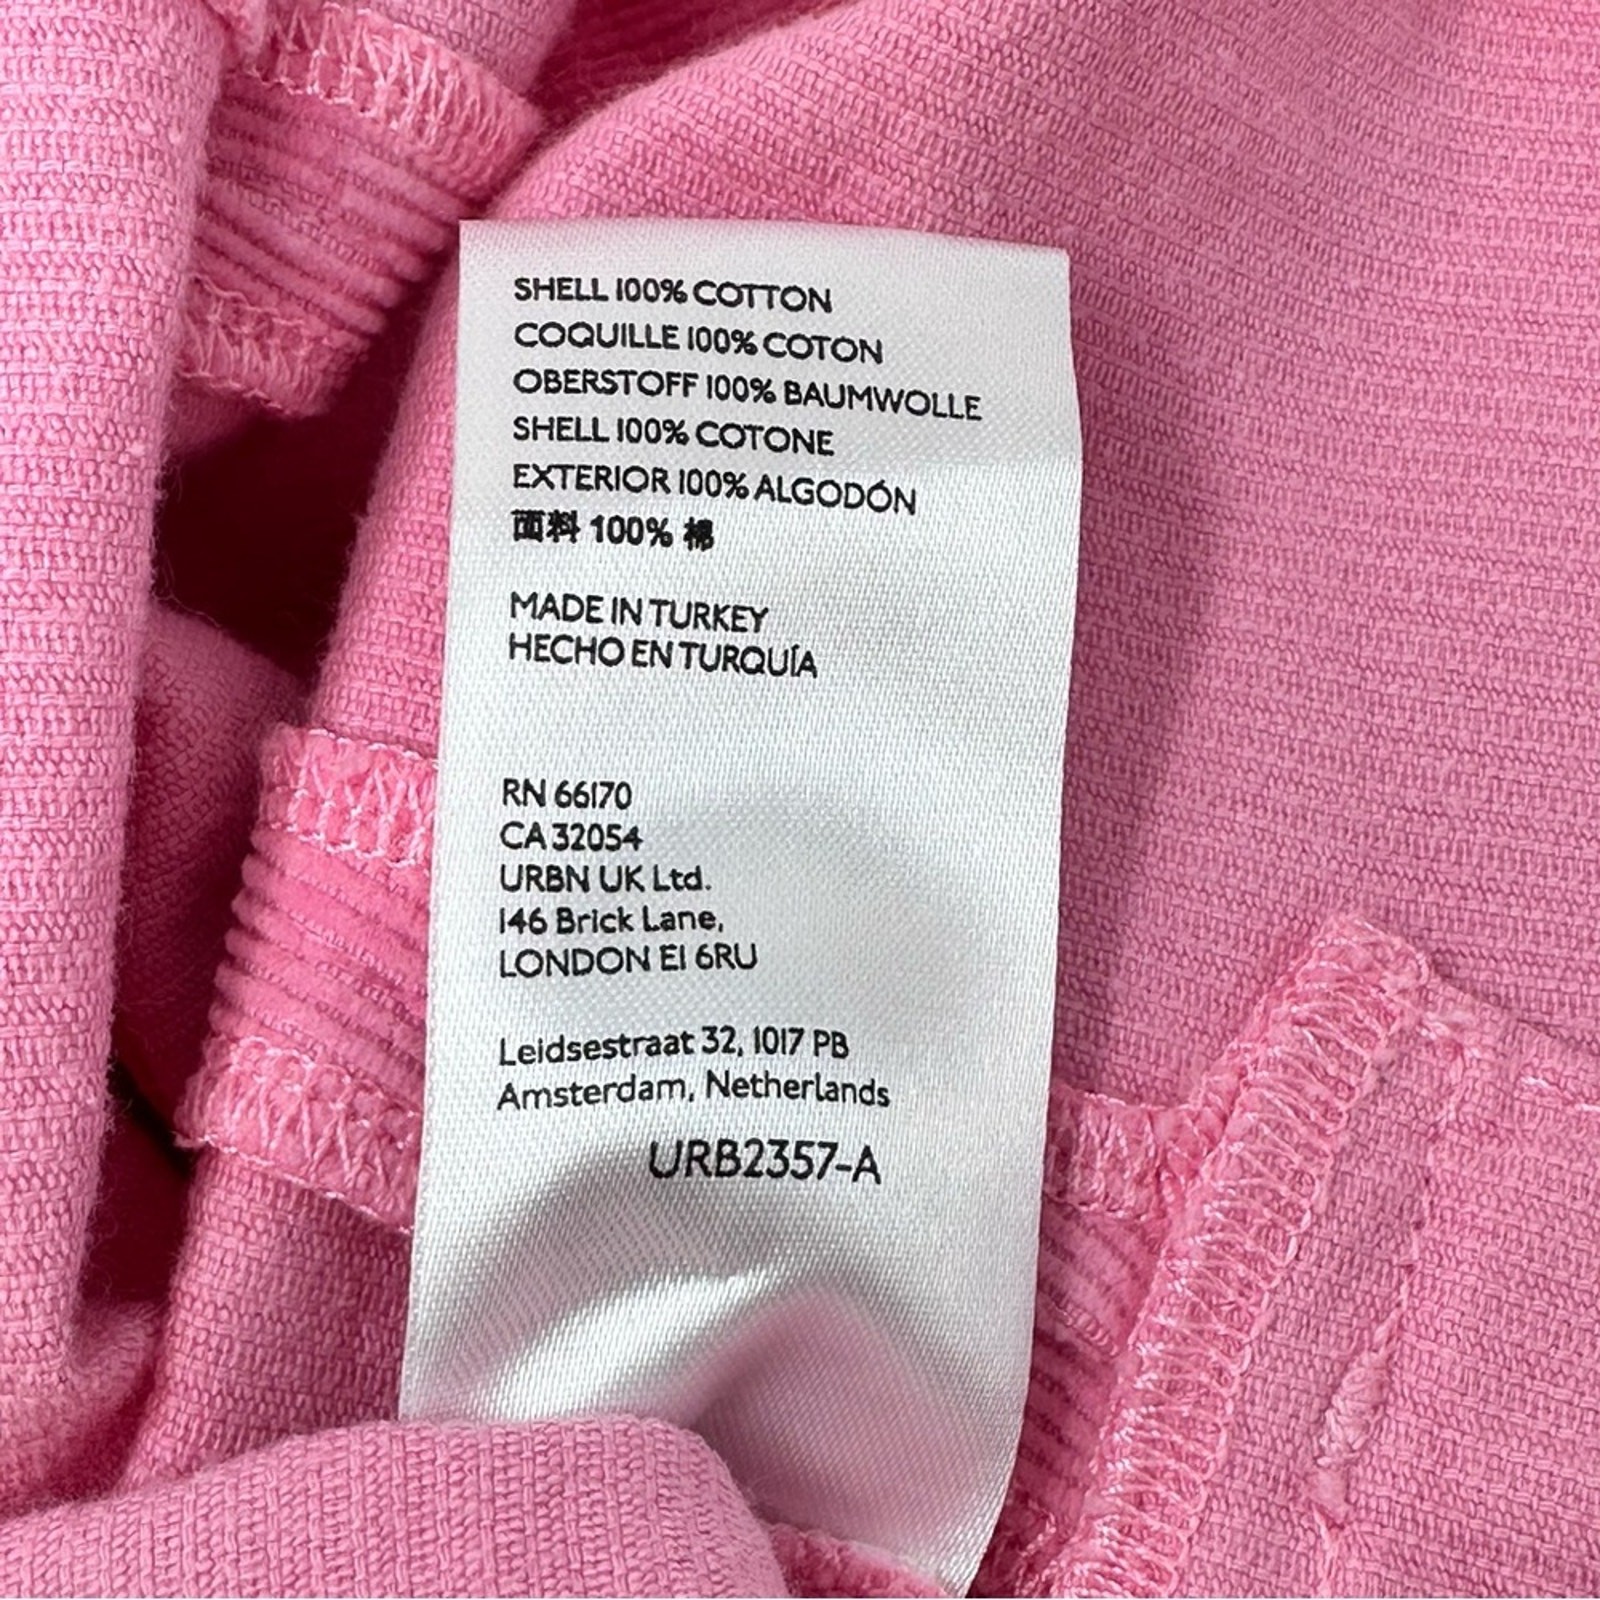 SHELL 100% COTTON
COQUILLE 100% COTON
OBERSTOFF 100% BAUMWOLLE
SHELL 100% COTONE
EXTERIOR 100% ALGODÓN
面料 100% 棉
MADE IN TURKEY
HECHO EN TURQUÍA
RN 66170
CA 32054
URBN UK Ltd.
146 Brick Lane,
LONDON E1 6RU
Leidsestraat 32, 1017 PB
Amsterdam, Netherlands
URB2357-A